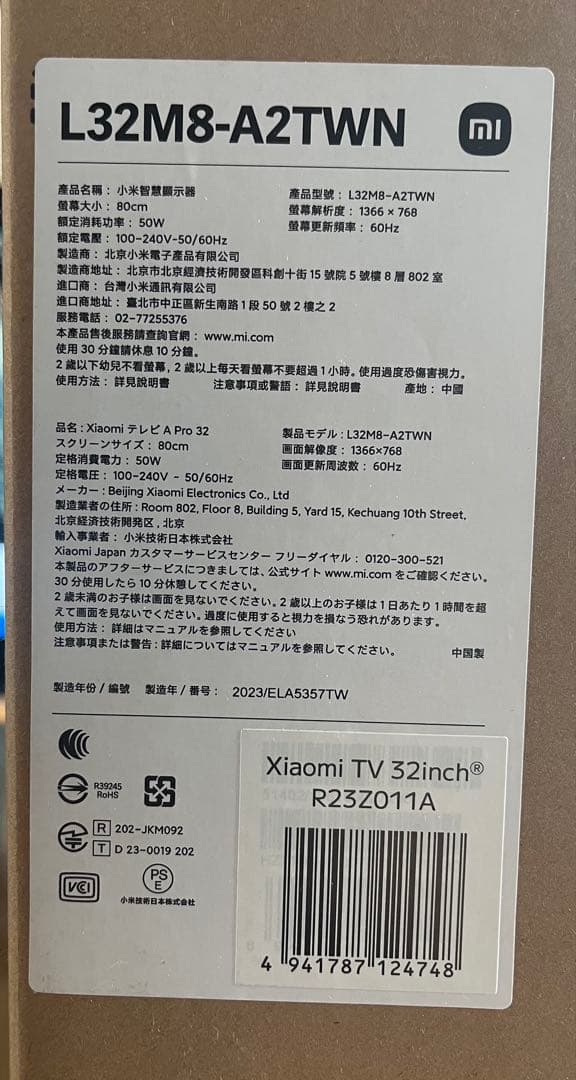 L32M8-A2TWN
mi
產品名稱：小米智慧顯示器
產品型號：L32M8-A2TWN
螢幕大小：80cm
螢幕解析度：1366 × 768
額定消耗功率：50W
螢幕更新頻率：60Hz
額定電壓：100-240V~50/60Hz
製造商：北京小米電子產品有限公司
製造商地址：北京市北京經濟技術開發區科創十街 15 號院 5 號樓 8 層 802 室
進口商：台灣小米通訊有限公司
進口商地址：臺北市中正區新生南路 1 段 50 號 2 樓之 2
服務電話：02-77255376
本產品售後服務請查詢官網：www.mi.com
使用 30 分鐘請休息 10 分鐘。
2 歲以下幼兒不看螢幕，2 歲以上每天看螢幕不要超過 1 小時。使用過度恐傷害視力。
使用方法：詳見說明書 注意事項或警語：詳見說明書 產地：中國
品名：Xiaomi テレビ A Pro 32
製品モデル：L32M8-A2TWN
スクリーンサイズ：80cm
画面解像度：1366×768
定格消費電力：50W
画面更新周波数：60Hz
定格電圧：100-240V ~ 50/60Hz
メーカー：Beijing Xiaomi Electronics Co., Ltd
製造業者の住所：Room 802, Floor 8, Building 5, Yard 15, Kechuang 10th Street,
北京経済技術開発区, 北京
輸入事業者：小米技術日本株式会社
Xiaomi Japan カスタマーサービスセンター フリーダイヤル：0120-300-521
本製品のアフターサービスにつきましては、公式サイト www.mi.com をご確認ください。
30 分使用したら 10 分休憩してください。
2 歳未満のお子様は画面を見ないでください。2 歳以上のお子様は 1 日あたり 1 時間を超
えて画面を見ないでください。過度に使用すると視力を損なう恐れがあります。
使用方法：詳細はマニュアルを参照してください
注意事項または警告：詳細についてはマニュアルを参照してください。 中国製
製造年份 / 編號 製造年 / 番号：2023/ELA5357TW
R39245
RoHS
R 202-JKM092
T D 23-0019 202
VCCI
PS
E
小米技術日本株式会社
Xiaomi TV 32inch®
R23Z011A
4 941787 124748